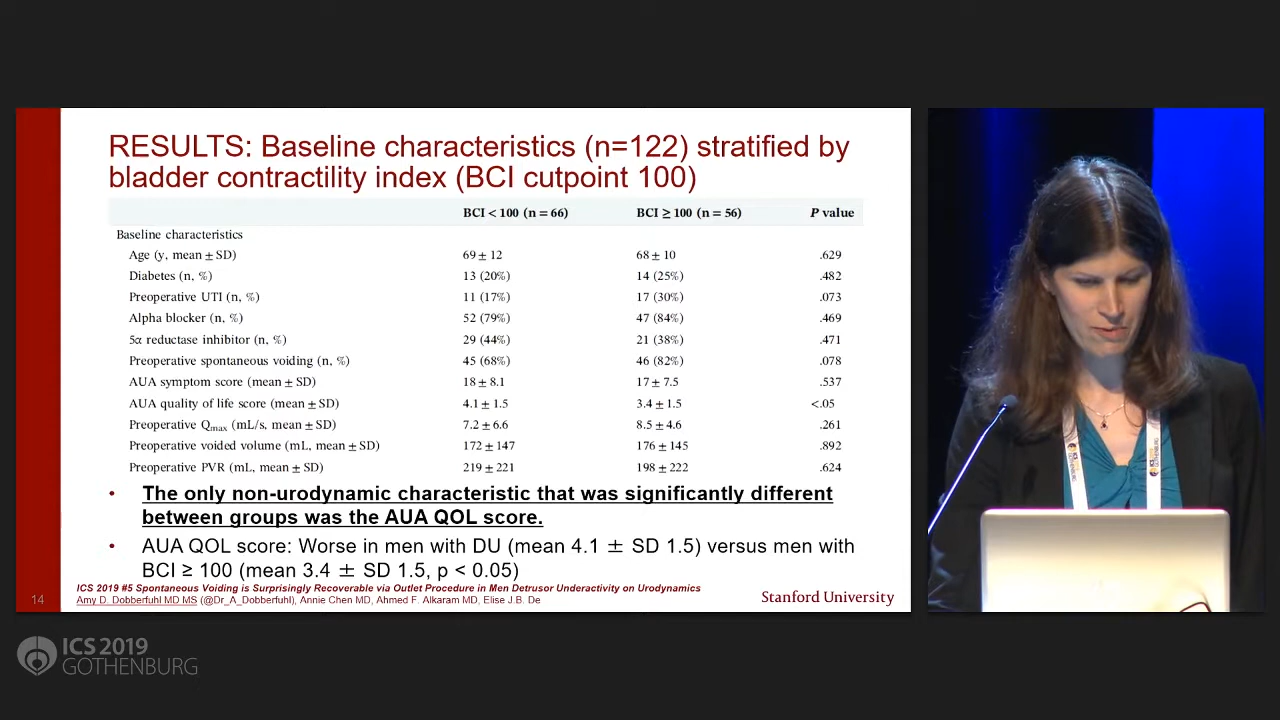 RESULTS: Baseline characteristics (n=122) stratified by
bladder contractility index (BCI cutpoint 100)
BCI < 100 (n = 66) BCI ≥ 100 (n = 56) P value
Baseline characteristics
Age (y, mean ± SD) 69 ± 12 68 ± 10 .629
Diabetes (n, %) 13 (20%) 14 (25%) .482
Preoperative UTI (n, %) 11 (17%) 17 (30%) .073
Alpha blocker (n, %) 52 (79%) 47 (84%) .469
5α reductase inhibitor (n, %) 29 (44%) 21 (38%) .471
Preoperative spontaneous voiding (n, %) 45 (68%) 46 (82%) .078
AUA symptom score (mean ± SD) 18 ± 8.1 17 ± 7.5 .537
AUA quality of life score (mean ± SD) 4.1 ± 1.5 3.4 ± 1.5 <.05
Preoperative Qmax (mL/s, mean ± SD) 7.2 ± 6.6 8.5 ± 4.6 .261
Preoperative voided volume (mL, mean ± SD) 172 ± 147 176 ± 145 .892
Preoperative PVR (mL, mean ± SD) 219 ± 221 198 ± 222 .624
• The only non-urodynamic characteristic that was significantly different
between groups was the AUA QOL score.
• AUA QOL score: Worse in men with DU (mean 4.1 ± SD 1.5) versus men with
BCI ≥ 100 (mean 3.4 ± SD 1.5, p < 0.05)
ICS 2019 #5 Spontaneous Voiding is Surprisingly Recoverable via Outlet Procedure in Men Detrusor Underactivity on Urodynamics
Amy D. Dobberfuhl MD MS (@Dr_A_Dobberfuhl), Annie Chen MD, Ahmed F. Alkaram MD, Elise J.B. De
Stanford University
14
ICS 2019
GOTHENBURG